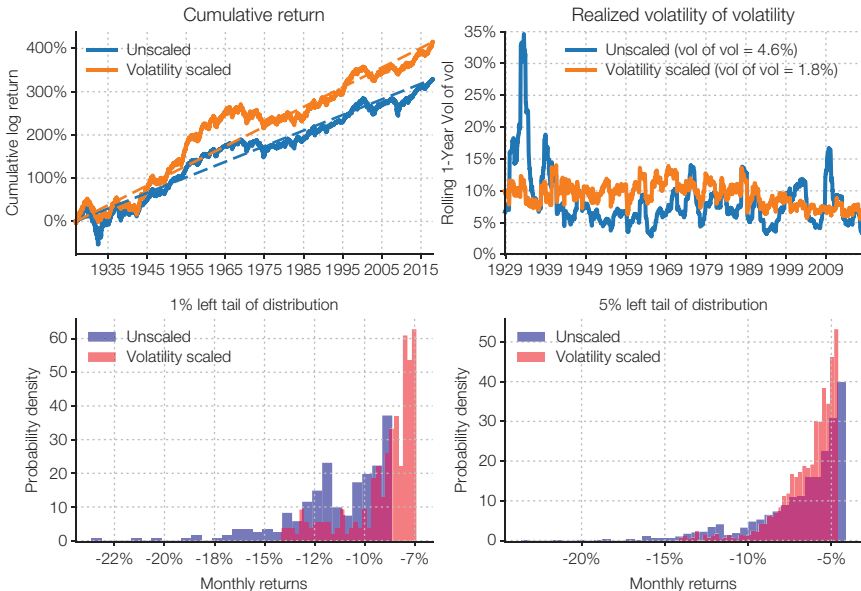 Cumulative return
Cumulative log return
400%
300%
200%
100%
0%
Unscaled
Volatility scaled
1935 1945 1955 1965 1975 1985 1995 2005 2015
Realized volatility of volatility
Rolling 1-Year Vol of vol
35%
30%
25%
20%
15%
10%
5%
0%
Unscaled (vol of vol = 4.6%)
Volatility scaled (vol of vol = 1.8%)
1929 1939 1949 1959 1969 1979 1989 1999 2009
1% left tail of distribution
Probability density
60
50
40
30
20
10
0
Unscaled
Volatility scaled
-22% -20% -18% -15% -12% -10% -7%
Monthly returns
5% left tail of distribution
Probability density
50
40
30
20
10
0
Unscaled
Volatility scaled
-20% -15% -10% -5%
Monthly returns